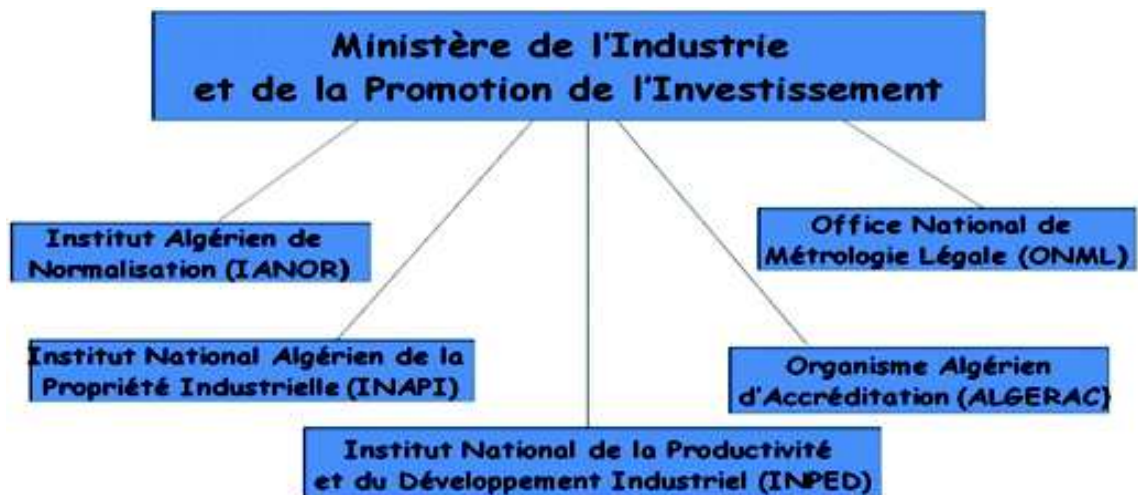 Ministère de l'Industrie
et de la Promotion de l'Investissement
Institut Algérien de
Normalisation (IANOR)
Office National de
Métrologie Légale (ONML)
Institut National Algérien de la
Propriété Industrielle (INAPI)
Organisme Algérien
d'Accréditation (ALGERAC)
Institut National de la Productivité
et du Développement Industriel (INPED)